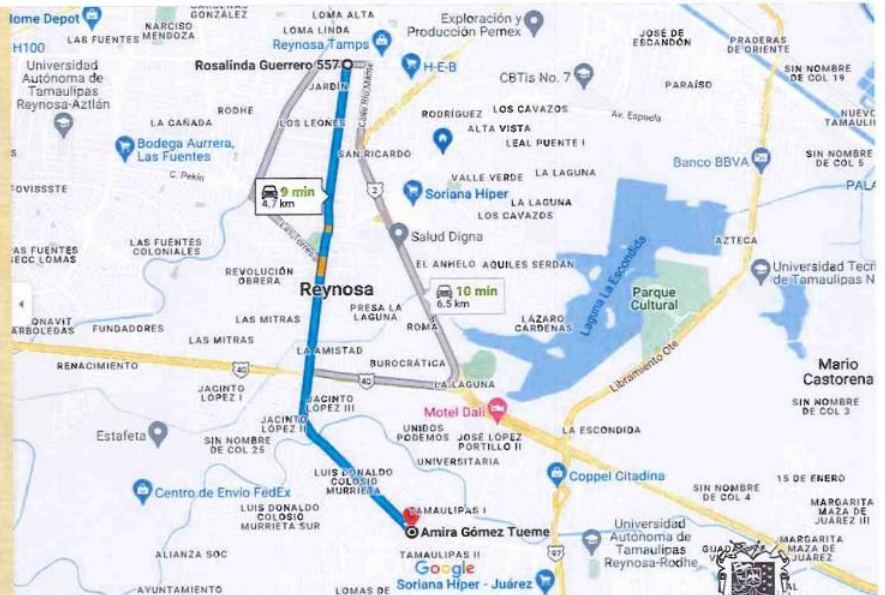 Home Depot
H100
LAS FUENTES
NARCISO
MENDOZA
CARDENAS
GONZÁLEZ
LOMA ALTA
LOMA LINDA
Reynosa Tamps
Exploración y
Producción Pemex
JOSÉ DE
ESCANDÓN
PRADERAS
DE ORIENTE
Universidad
Autónoma de
Tamaulipas
Reynosa-Aztlán
Rosalinda Guerrero 557
H-E-B
CBTis No. 7
SIN NOMBRE
DE COL 19
JARDÍN
PARAÍSO
RODHE
LA CAÑADA
LOS LEONES
RODRÍGUEZ
LOS CAVAZOS
Av. Espuela
ALTA VISTA
LEAL PUENTE I
Bodega Aurrera,
Las Fuentes
SAN RICARDO
C. Pekín
VALLE VERDE
LA LAGUNA
Banco BBVA
SIN NOMBRE
DE COL 5
FOVISSSTE
9 min
4.7 km
2
Soriana Híper
LA LAGUNA
LOS CAVAZOS
LAS FUENTES
COLONIALES
Las Torres
Salud Digna
AZTECA
AS FUENTES
SECC LOMAS
REVOLUCIÓN
OBRERA
EL ANHELO
AQUILES SERDÁN
Laguna La Escondida
Universidad Tecn
de Tamaulipas N
Reynosa
10 min
6.5 km
Parque
Cultural
PRESA LA
LAGUNA
ROMA
LÁZARO
CÁRDENAS
FUNDADORES
LAS MITRAS
LAS MITRAS
LA AMISTAD
RENACIMIENTO
40
BUROCRÁTICA
40
LA LAGUNA
Libramiento Ote
Mario
Castorena
JACINTO
LÓPEZ I
JACINTO
LÓPEZ III
Motel Dalí
SIN NOMBRE
DE COL 3
JACINTO
LÓPEZ II
Estafeta
SIN NOMBRE
DE COL 25
UNIDOS
PODEMOS
JOSÉ LÓPEZ
PORTILLO II
LA ESCONDIDA
UNIVERSITARIA
LUIS DONALDO
COLOSIO
MURRIETA
Coppel Citadina
Centro de Envío FedEx
SIN NOMBRE
DE COL 4
15 DE ENERO
LUIS DONALDO
COLOSIO
MURRIETA SUR
TAMAULIPAS I
MARGARITA
MAZA DE
JUÁREZ III
Amira Gómez Tueme
Universidad
Autónoma de
Tamaulipas
Reynosa-Rodhe
MARGARITA
MAZA DE
JUÁREZ
ALIANZA SOC
TAMAULIPAS II
97
Google
AYUNTAMIENTO
LOMAS DE
Soriana Híper - Juárez